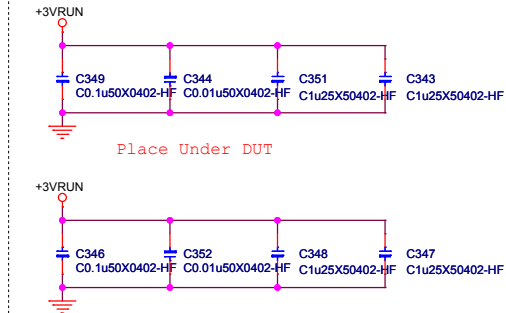 +3VRUN
C349 C344 C351 C343
C0.1u50X0402-HF C0.01u50X0402-HF C1u25X50402-HF C1u25X50402-HF
Place Under DUT
+3VRUN
C346 C352 C348 C347
C0.1u50X0402-HF C0.01u50X0402-HF C1u25X50402-HF C1u25X50402-HF